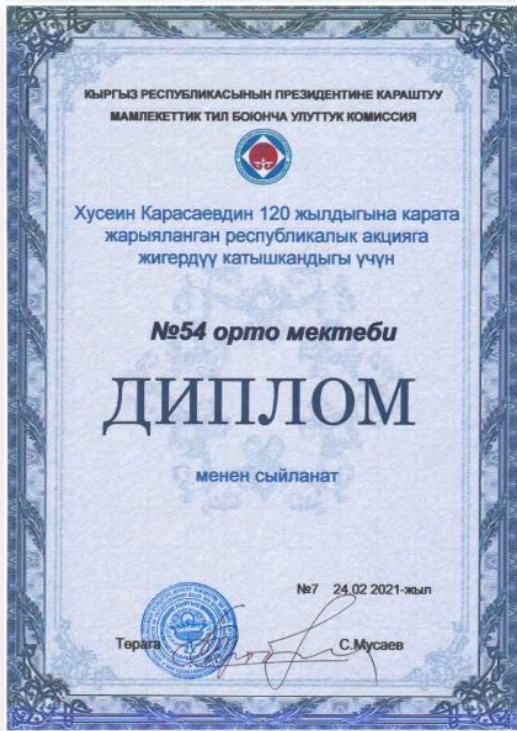 КЫРГЫЗ РЕСПУБЛИКАСЫНЫН ПРЕЗИДЕНТИНЕ КАРАШТУУ
МАМЛЕКЕТТИК ТИЛ БОЮНЧА УЛУТТУК КОМИССИЯ
Хусеин Карасаевдин 120 жылдыгына карата
жарыяланган республикалык акцияга
жигердүү катышкандыгы үчүн
№54 орто мектеби
ДИПЛОМ
менен сыйланат
№7 24.02 2021-жыл
Төрага С.Мусаев